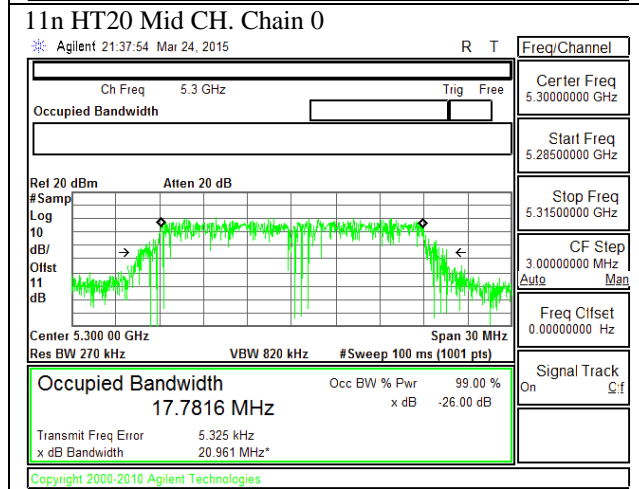 11n HT20 Mid CH. Chain 0
Agilent 21:37:54 Mar 24, 2015 R T Freq/Channel
Ch Freq 5.3 GHz Trig Free
Occupied Bandwidth
Center Freq
5.30000000 GHz
Start Freq
5.28500000 GHz
Stop Freq
5.31500000 GHz
CF Step
3.00000000 MHz
Auto Man
Freq Offset
0.00000000 Hz
Signal Track
On Off
Ref 20 dBm Atten 20 dB
#Samp
Log
10
dB/
Offst
11
dB
Center 5.300 00 GHz Span 30 MHz
Res BW 270 kHz VBW 820 kHz #Sweep 100 ms (1001 pts)
Occupied Bandwidth Occ BW % Pwr 99.00 %
17.7816 MHz x dB -26.00 dB
Transmit Freq Error 5.325 kHz
x dB Bandwidth 20.961 MHz*
Copyright 2000-2010 Agilent Technologies